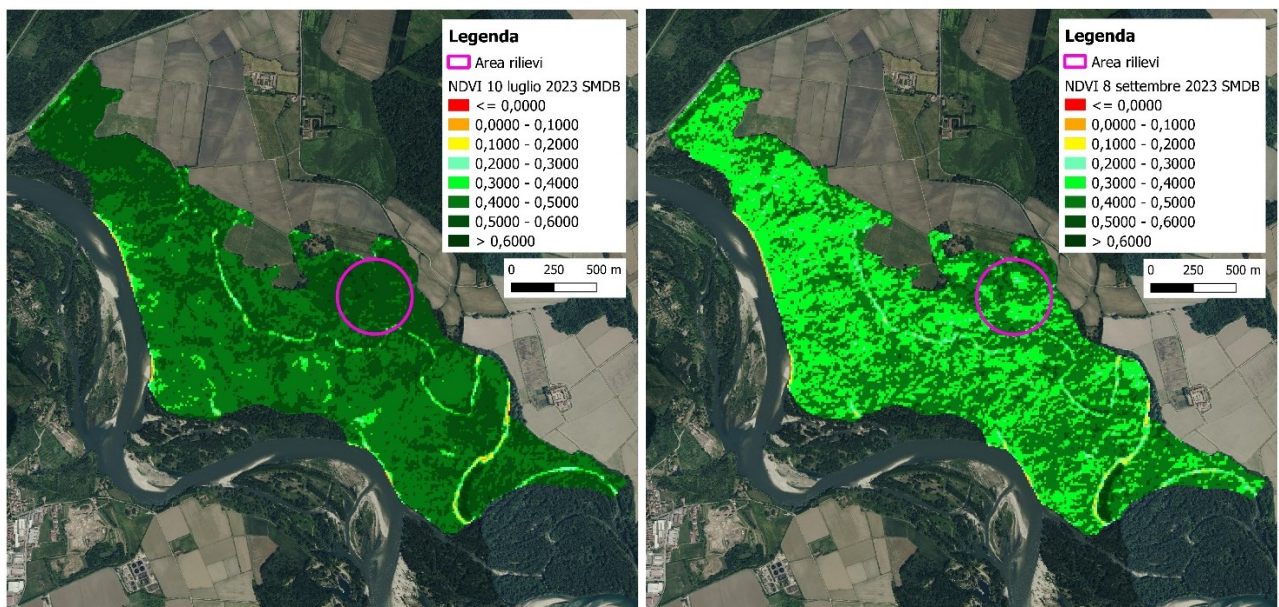 Legenda
Area rilievi
NDVI 10 luglio 2023 SMDB
<= 0,0000
0,0000 - 0,1000
0,1000 - 0,2000
0,2000 - 0,3000
0,3000 - 0,4000
0,4000 - 0,5000
0,5000 - 0,6000
> 0,6000
0 250 500 m
Legenda
Area rilievi
NDVI 8 settembre 2023 SMDB
<= 0,0000
0,0000 - 0,1000
0,1000 - 0,2000
0,2000 - 0,3000
0,3000 - 0,4000
0,4000 - 0,5000
0,5000 - 0,6000
> 0,6000
0 250 500 m